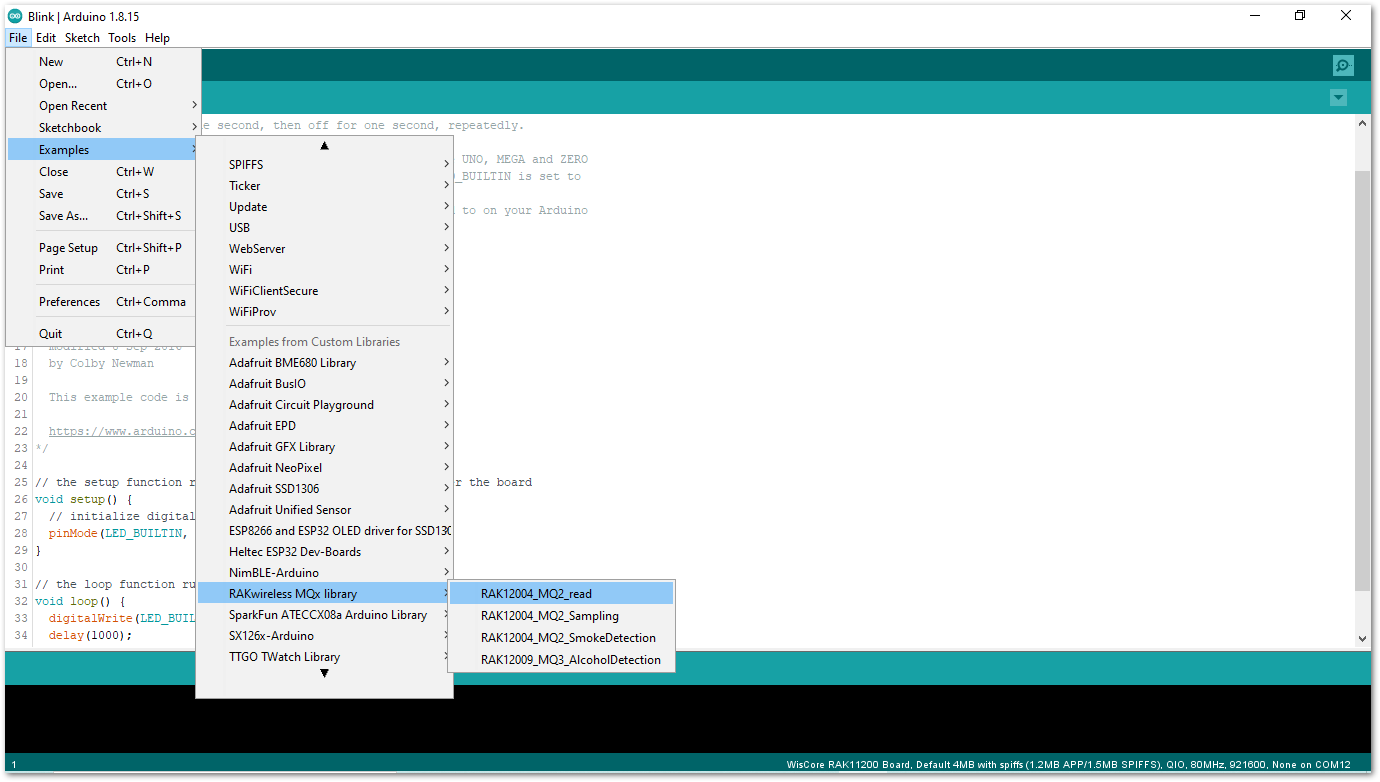 Blink | Arduino 1.8.15
File Edit Sketch Tools Help
New Ctrl+N
Open... Ctrl+O
Open Recent
Sketchbook
Examples
Close Ctrl+W
Save Ctrl+S
Save As... Ctrl+Shift+S
Page Setup Ctrl+Shift+P
Print Ctrl+P
Preferences Ctrl+Comma
Quit Ctrl+Q
SPIFFS
Ticker
Update
USB
WebServer
WiFi
WiFiClientSecure
WiFiProv
Examples from Custom Libraries
Adafruit BME680 Library
Adafruit BusIO
Adafruit Circuit Playground
Adafruit EPD
Adafruit GFX Library
Adafruit NeoPixel
Adafruit SSD1306
Adafruit Unified Sensor
ESP8266 and ESP32 OLED driver for SSD130
Heltec ESP32 Dev-Boards
NimBLE-Arduino
RAKwireless MQx library
SparkFun ATECCX08a Arduino Library
SX126x-Arduino
TTGO TWatch Library
RAK12004_MQ2_read
RAK12004_MQ2_Sampling
RAK12004_MQ2_SmokeDetection
RAK12009_MQ3_AlcoholDetection
e second, then off for one second, repeatedly.
UNO, MEGA and ZERO
_BUILTIN is set to
to on your Arduino
18 by Colby Newman
19
20 This example code is
21
22 https://www.arduino.c
23 */
24
25 // the setup function r r the board
26 void setup() {
27 // initialize digital
28 pinMode(LED_BUILTIN,
29 }
30
31 // the loop function ru
32 void loop() {
33 digitalWrite(LED_BUIL
34 delay(1000);
1 WisCore RAK11200 Board, Default 4MB with spiffs (1.2MB APP/1.5MB SPIFFS), QIO, 80MHz, 921600, None on COM12